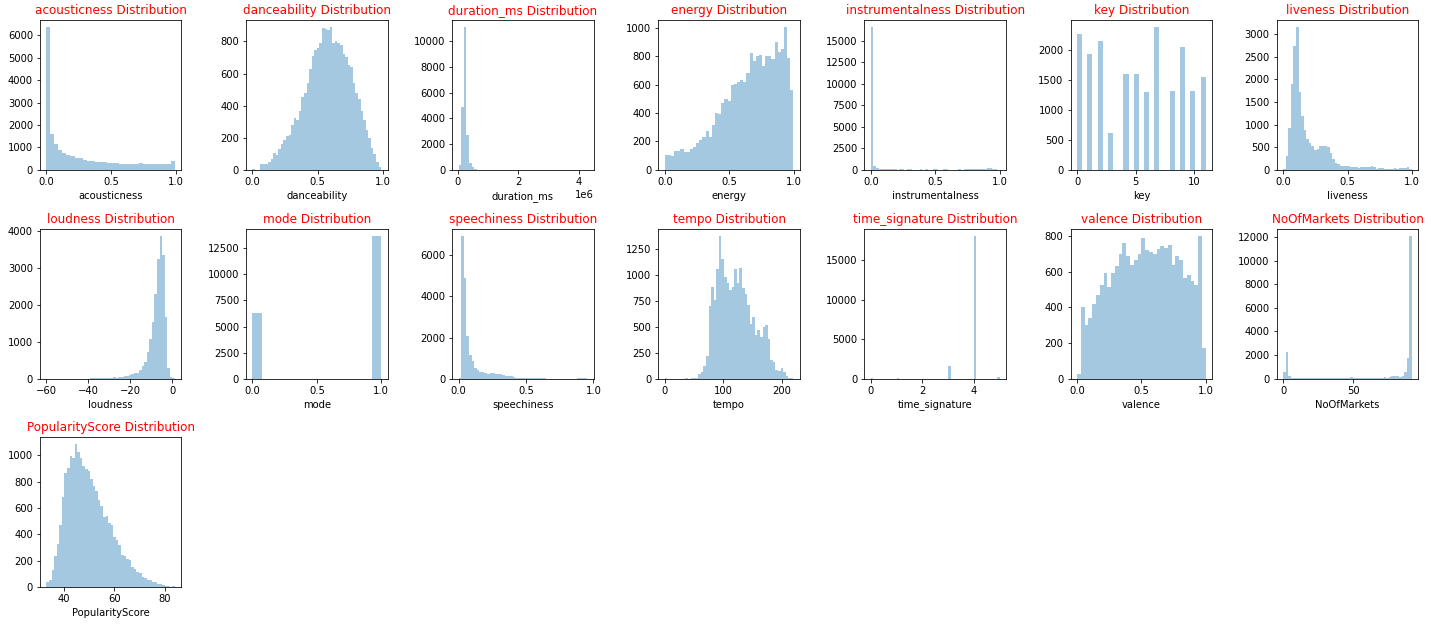 acousticness Distribution
6000
5000
4000
3000
2000
1000
0
0.0 0.5 1.0
acousticness
danceability Distribution
800
600
400
200
0
0.0 0.5 1.0
danceability
duration_ms Distribution
10000
8000
6000
4000
2000
0
0 2 4
1e6
duration_ms
energy Distribution
1000
800
600
400
200
0
0.0 0.5 1.0
energy
instrumentalness Distribution
15000
12500
10000
7500
5000
2500
0
0.0 0.5 1.0
instrumentalness
key Distribution
2000
1500
1000
500
0
0 5 10
key
liveness Distribution
3000
2500
2000
1500
1000
500
0
0.0 0.5 1.0
liveness
loudness Distribution
4000
3000
2000
1000
0
−60 −40 −20 0
loudness
mode Distribution
12500
10000
7500
5000
2500
0
0.0 0.5 1.0
mode
speechiness Distribution
6000
4000
2000
0
0.0 0.5 1.0
speechiness
tempo Distribution
1250
1000
750
500
250
0
0 100 200
tempo
time_signature Distribution
15000
10000
5000
0
0 2 4
time_signature
valence Distribution
800
600
400
200
0
0.0 0.5 1.0
valence
NoOfMarkets Distribution
12000
10000
8000
6000
4000
2000
0
0 50
NoOfMarkets
PopularityScore Distribution
1000
800
600
400
200
0
40 60 80
PopularityScore